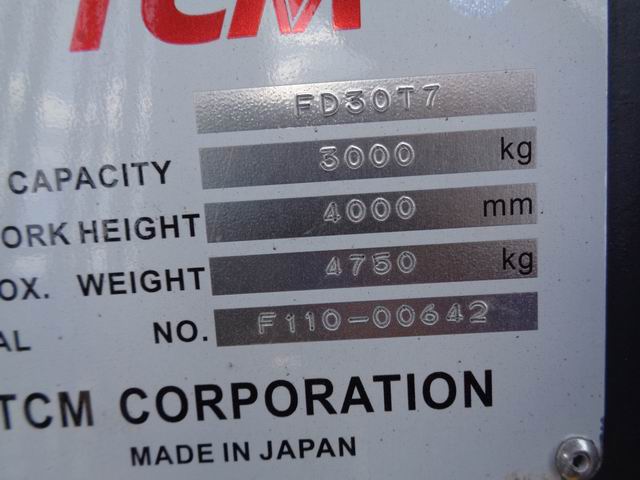 TCM
FD30T7
CAPACITY 3000 kg
ORK HEIGHT 4000 mm
OX. WEIGHT 4750 kg
AL NO. F110-00642
TCM CORPORATION
MADE IN JAPAN